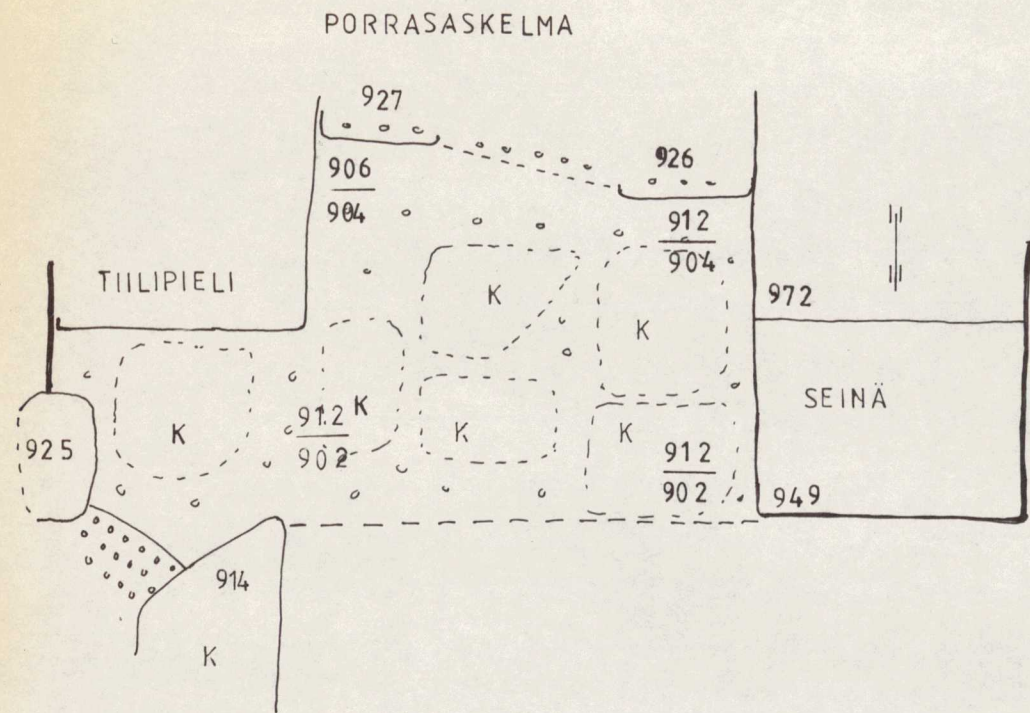 PORRASASKELMA
927
926
906
904
912
904
TIILIPIELI
972
K
K
SEINÄ
K
K
K
K
912
902
925
912
902
949
914
K